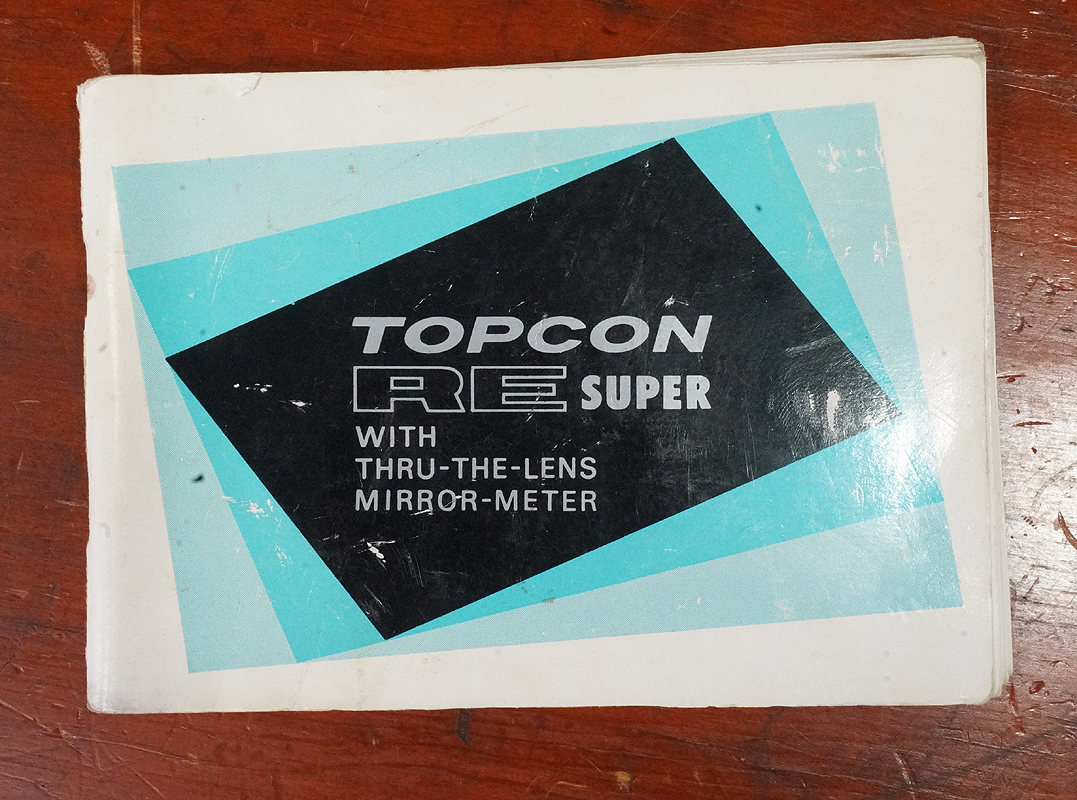 TOPCON
RE SUPER
WITH
THRU-THE-LENS
MIRROR-METER